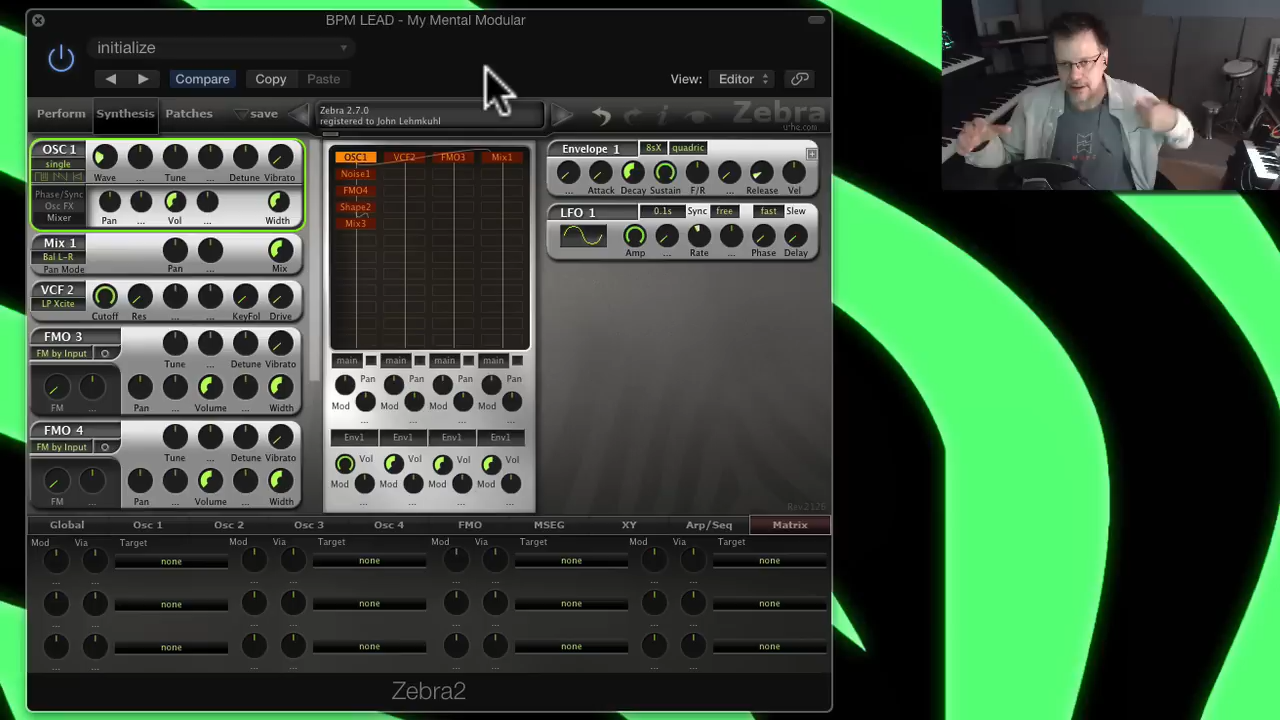 BPM LEAD - My Mental Modular
initialize
Compare Copy Paste View: Editor
Perform Synthesis Patches save
Zebra 2.7.0
registered to John Lehmkuhl
Zebra
u-he.com
OSC 1
single
Wave ... Tune ... Detune Vibrato
Phase/Sync
Osc FX
Mixer
Pan ... Vol ... Width
Mix 1
Bal L-R
Pan Mode
Pan ... Mix
VCF 2
LP Xcite
Cutoff Res ... ... KeyFol Drive
FMO 3
FM by Input
Tune ... Detune Vibrato
FM ... Pan ... Volume ... Width
FMO 4
FM by Input
Tune ... Detune Vibrato
FM ... Pan ... Volume ... Width
OSC1 VCF2 FMO3 Mix1
Noise1
FMO4
Shape2
Mix3
main main main main
Pan Pan Pan Pan
Mod Mod Mod Mod
... ... ... ...
Env1 Env1 Env1 Env1
Vol Vol Vol Vol
Mod Mod Mod Mod
... ... ... ...
Envelope 1 8sX quadric
... Attack Decay Sustain F/R ... Release Vel
LFO 1 0.1s Sync free fast Slew
Amp ... Rate ... Phase Delay
Rev2126
Global Osc 1 Osc 2 Osc 3 Osc 4 FMO MSEG XY Arp/Seq Matrix
Mod Via Target Mod Via Target Mod Via Target Mod Via Target
none none none none
... ... ... ... ... ... ... ...
none none none none
... ... ... ... ... ... ... ...
none none none none
... ... ... ... ... ... ... ...
Zebra2